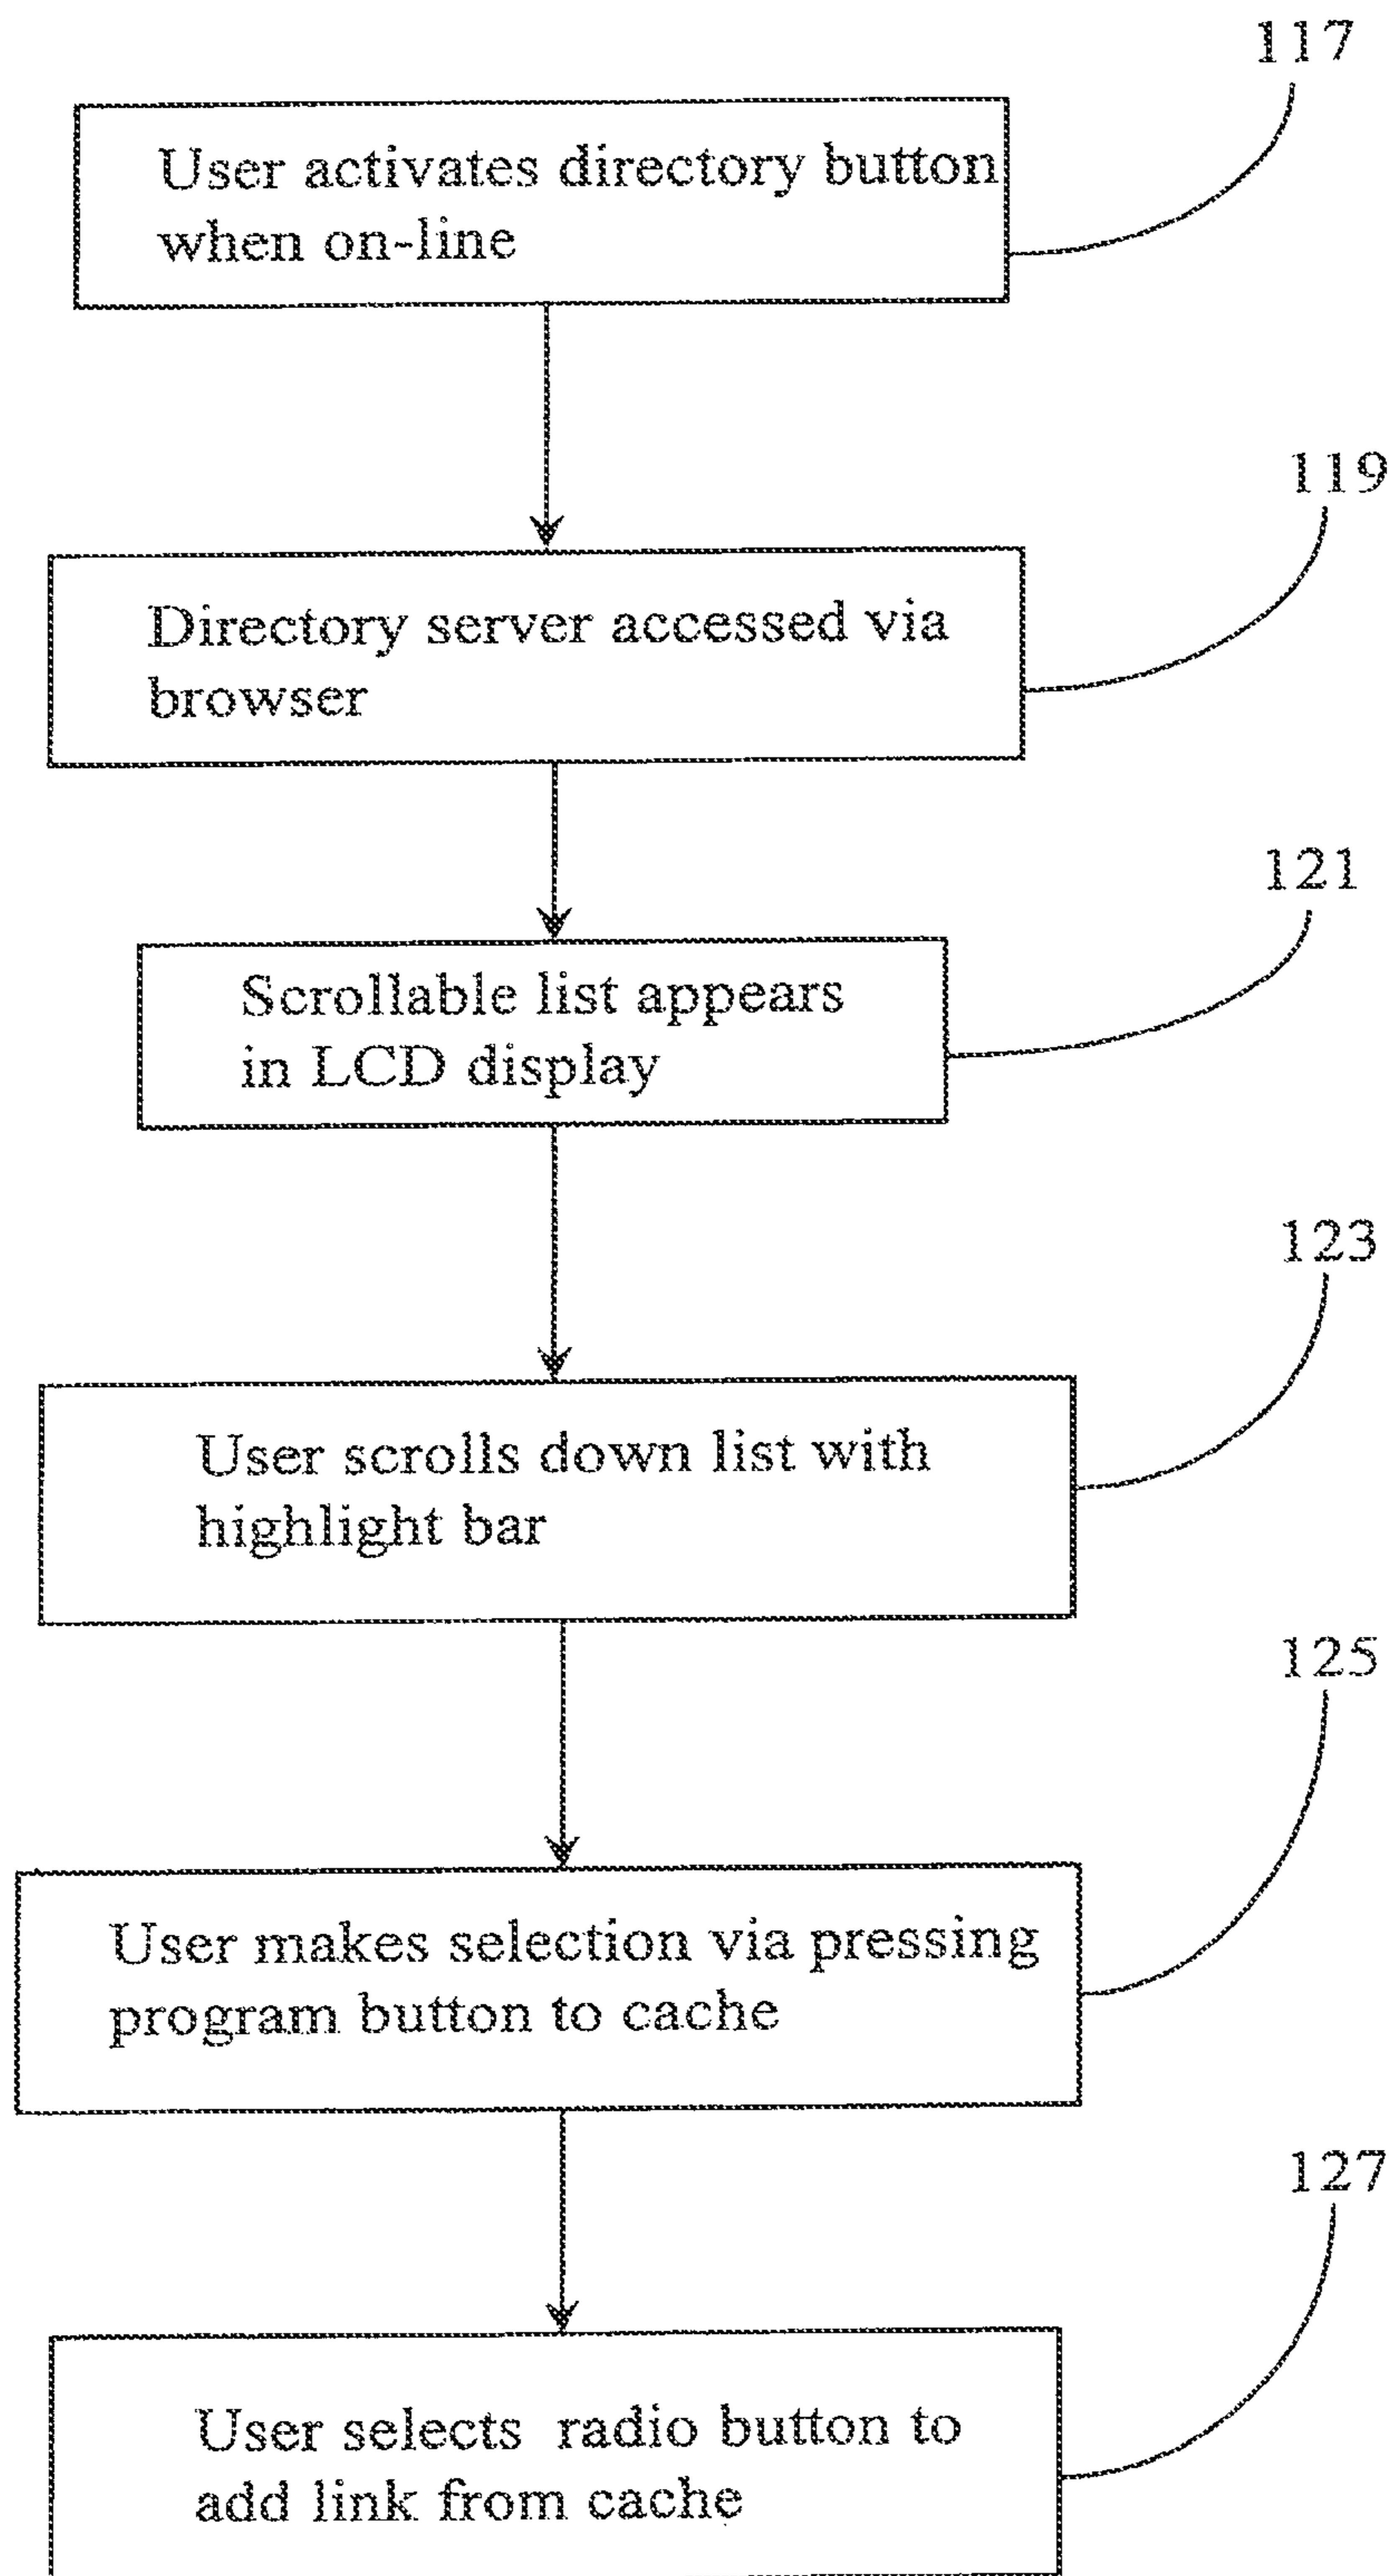 117
User activates directory button
when on-line
119
Directory server accessed via
browser
121
Scrollable list appears
in LCD display
123
User scrolls down list with
highlight bar
125
User makes selection via pressing
program button to cache
127
User selects radio button to
add link from cache